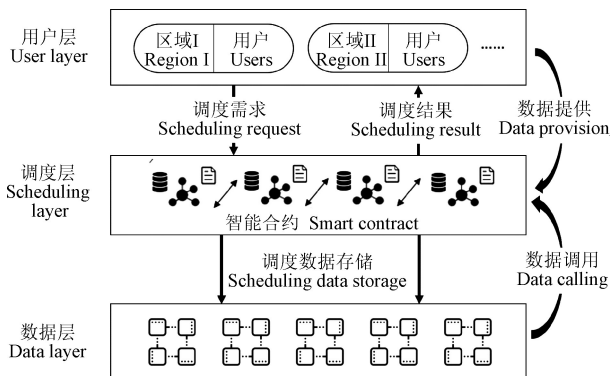 用户层
User layer
区域I
Region I
用户
Users
区域II
Region II
用户
Users
……
调度需求
Scheduling request
调度结果
Scheduling result
数据提供
Data provision
调度层
Scheduling
layer
智能合约 Smart contract
调度数据存储
Scheduling data storage
数据调用
Data calling
数据层
Data layer